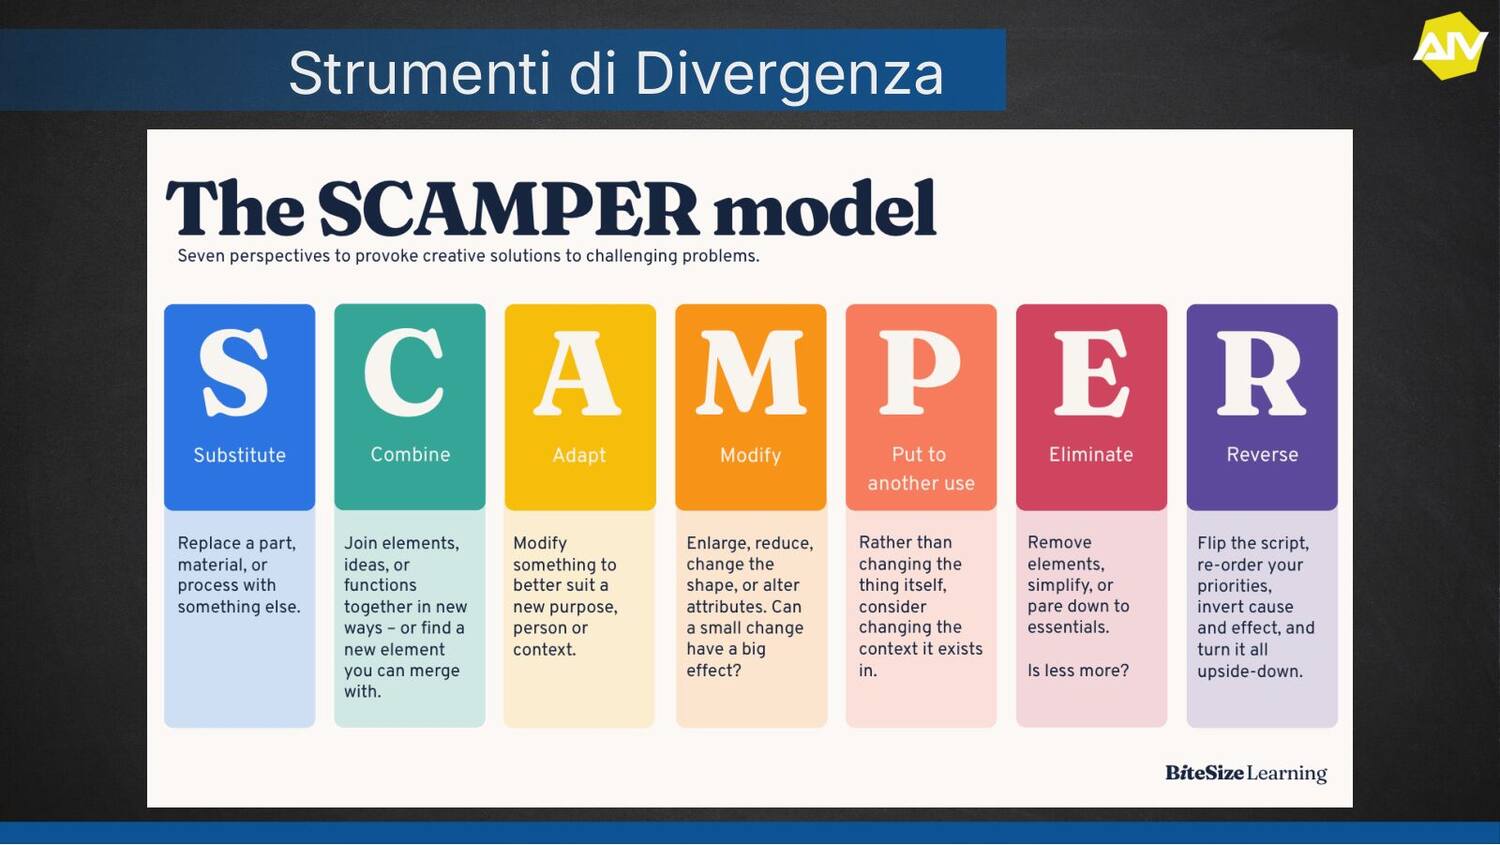 Strumenti di Divergenza
AIV
The SCAMPER model
Seven perspectives to provoke creative solutions to challenging problems.
S
Substitute
Replace a part,
material, or
process with
something else.
C
Combine
Join elements,
ideas, or
functions
together in new
ways – or find a
new element
you can merge
with.
A
Adapt
Modify
something to
better suit a
new purpose,
person or
context.
M
Modify
Enlarge, reduce,
change the
shape, or alter
attributes. Can
a small change
have a big
effect?
P
Put to
another use
Rather than
changing the
thing itself,
consider
changing the
context it exists
in.
E
Eliminate
Remove
elements,
simplify, or
pare down to
essentials.
Is less more?
R
Reverse
Flip the script,
re-order your
priorities,
invert cause
and effect, and
turn it all
upside-down.
BiteSize Learning